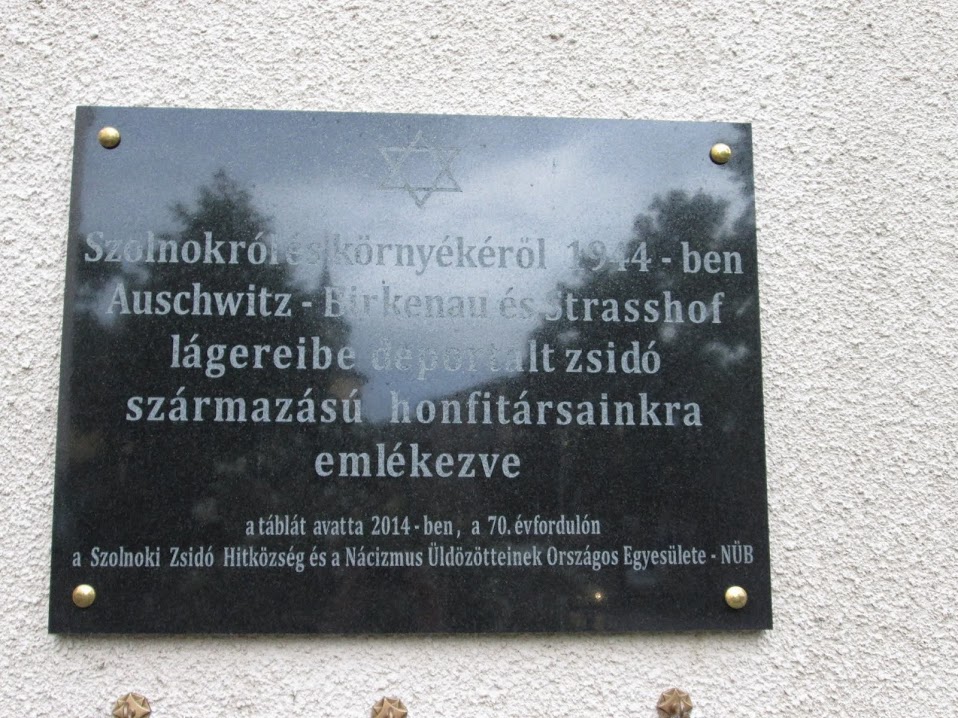 Szolnokról és környékéről 1944 - ben
Auschwitz - Birkenau és Strasshof
lágereibe deportált zsidó
származású honfitársainkra
emlékezve
a táblát avatta 2014 - ben, a 70. évfordulón
a Szolnoki Zsidó Hitközség és a Nácizmus Üldözötteinek Országos Egyesülete - NÜB